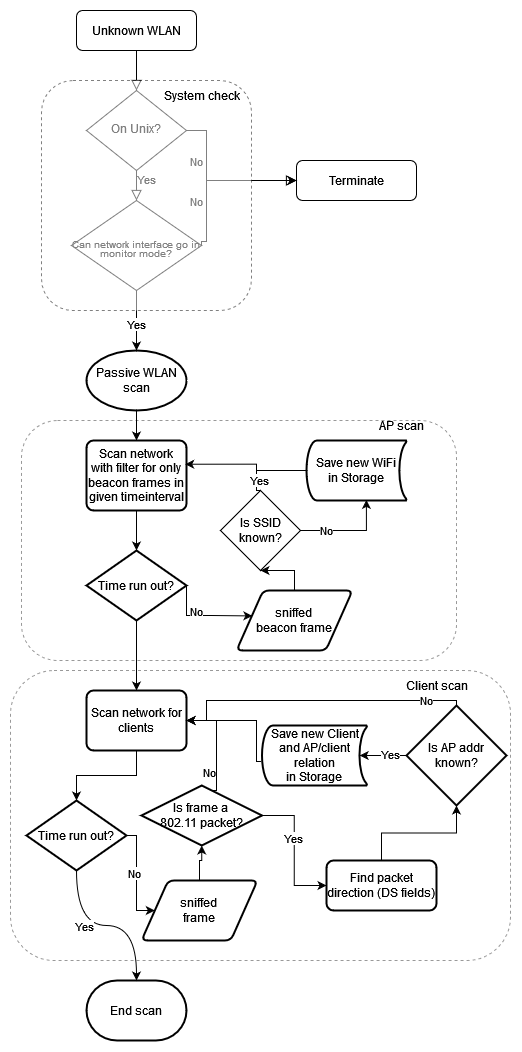 Unknown WLAN
System check
On Unix?
No
Yes
Terminate
No
Can network interface go in
monitor mode?
Yes
Passive WLAN
scan
AP scan
Scan network
with filter for only
beacon frames in
given timeinterval
Save new WiFi
in Storage
Yes
Is SSID
known?
No
Time run out?
No
sniffed
beacon frame
Client scan
No
Scan network for
clients
Save new Client
and AP/client
relation
in Storage
Yes
Is AP addr
known?
No
Is frame a
802.11 packet?
Yes
Time run out?
No
Find packet
direction (DS fields)
sniffed
frame
Yes
End scan